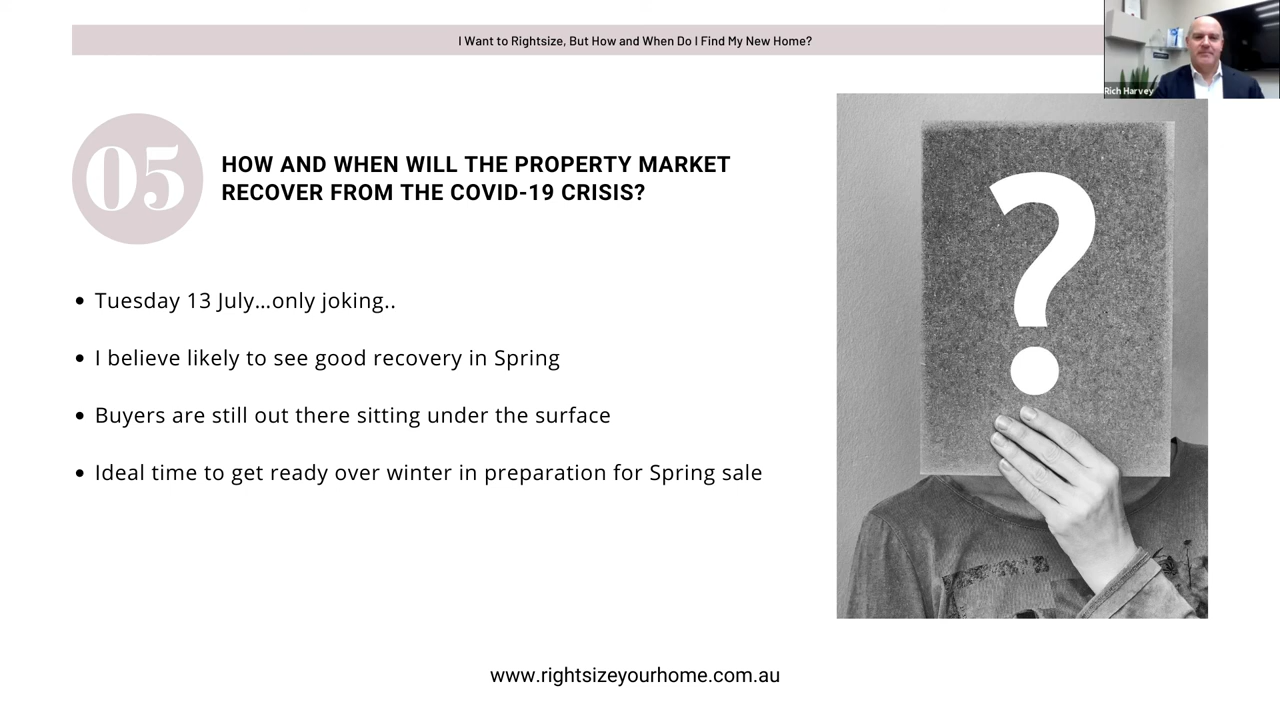 I Want to Rightsize, But How and When Do I Find My New Home?
Rich Harvey
05
HOW AND WHEN WILL THE PROPERTY MARKET
RECOVER FROM THE COVID-19 CRISIS?
• Tuesday 13 July...only joking..
• I believe likely to see good recovery in Spring
• Buyers are still out there sitting under the surface
• Ideal time to get ready over winter in preparation for Spring sale
?
www.rightsizeyourhome.com.au